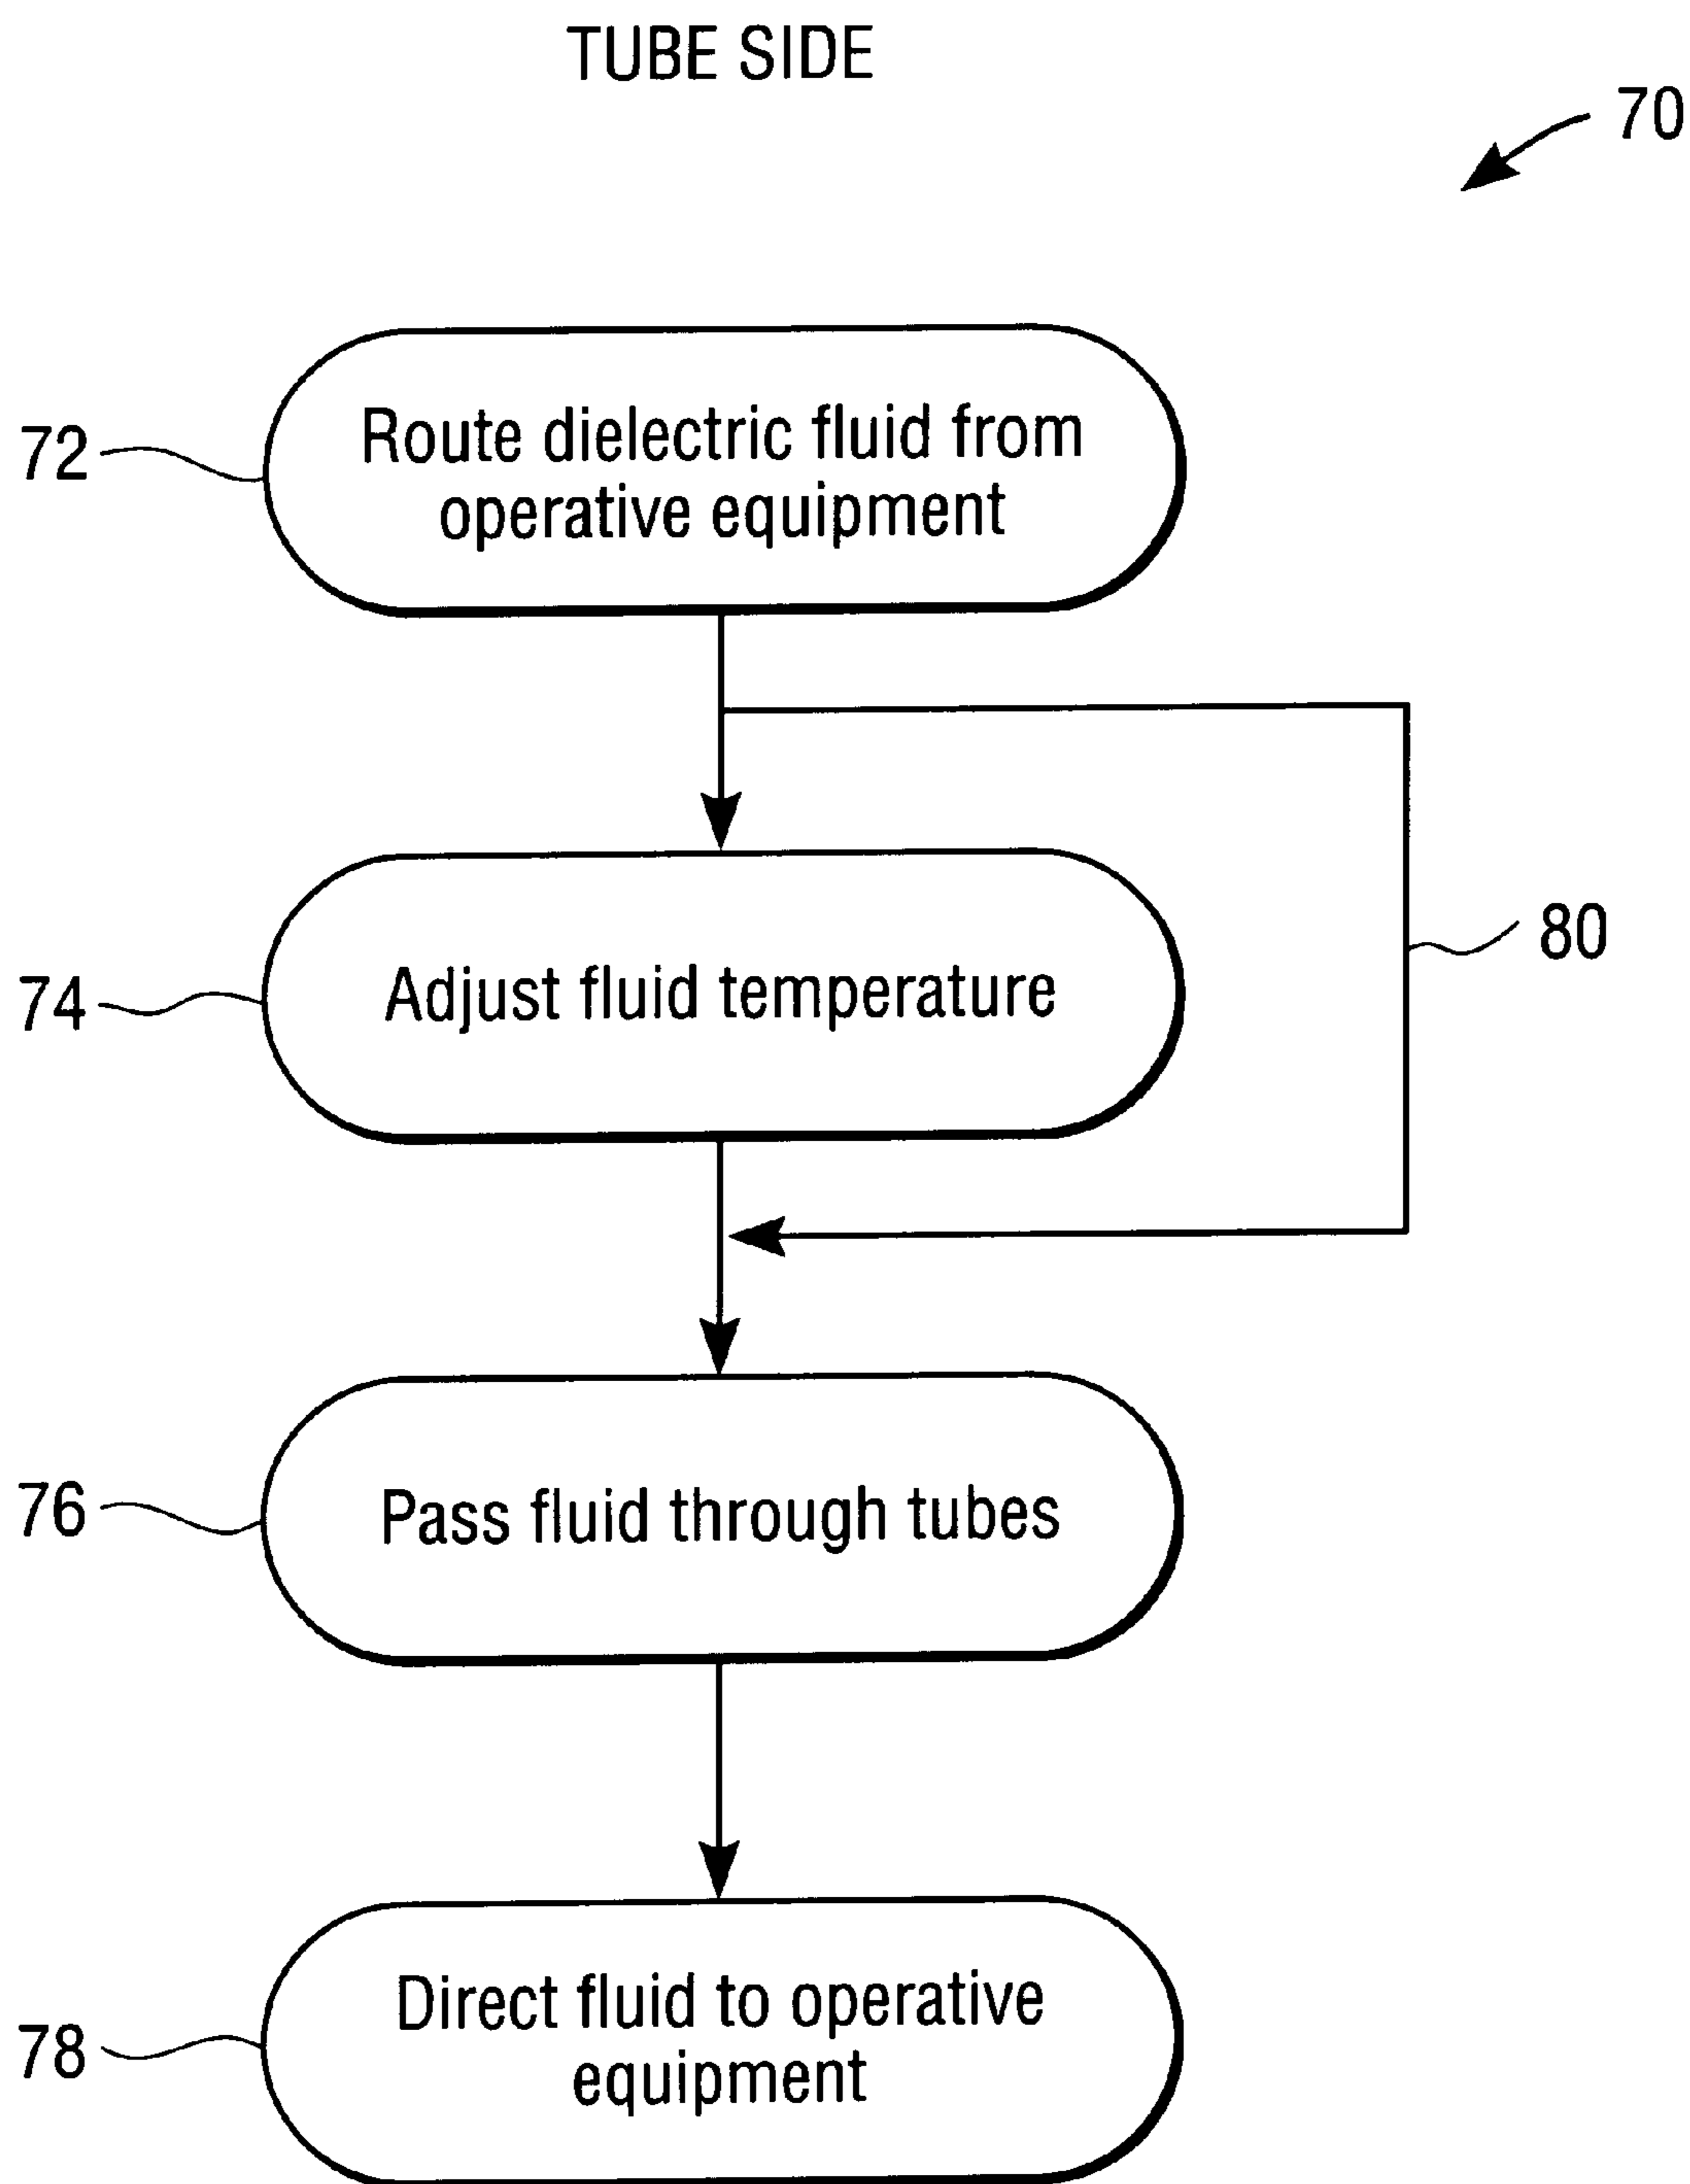 TUBE SIDE
70
72
Route dielectric fluid from
operative equipment
74
Adjust fluid temperature
80
76
Pass fluid through tubes
78
Direct fluid to operative
equipment